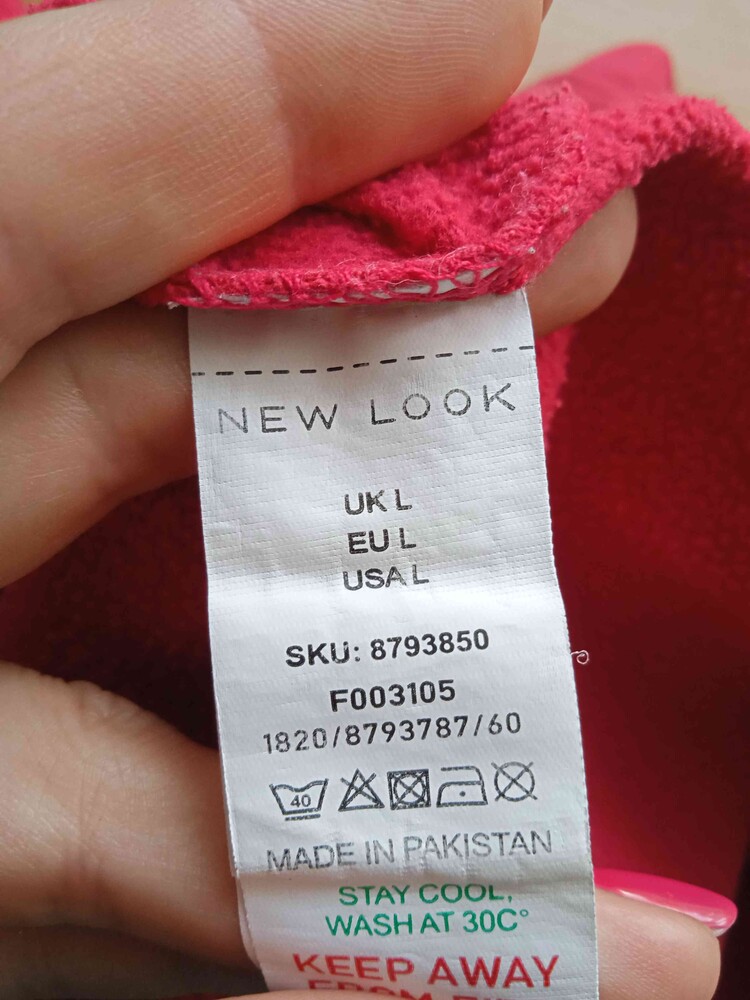 NEW LOOK
UK L
EU L
USA L
SKU: 8793850
F003105
1820/8793787/60
40
MADE IN PAKISTAN
STAY COOL,
WASH AT 30C°
KEEP AWAY
FROM